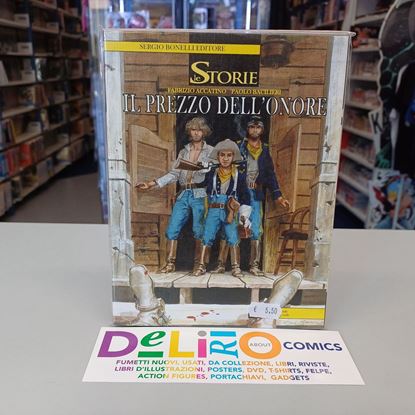 SERGIO BONELLI EDITORE
Le STORIE
FABRIZIO ACCATINO PAOLO BACILIERI
IL PREZZO DELL'ONORE
€ 5,50
DELIRIO ABOUT COMICS
FUMETTI NUOVI, USATI, DA COLLEZIONE, LIBRI, RIVISTE,
LIBRI D'ILLUSTRAZIONI, POSTERS, DVD, T-SHIRTS, FELPE,
ACTION FIGURES, PORTACHIAVI, GADGETS